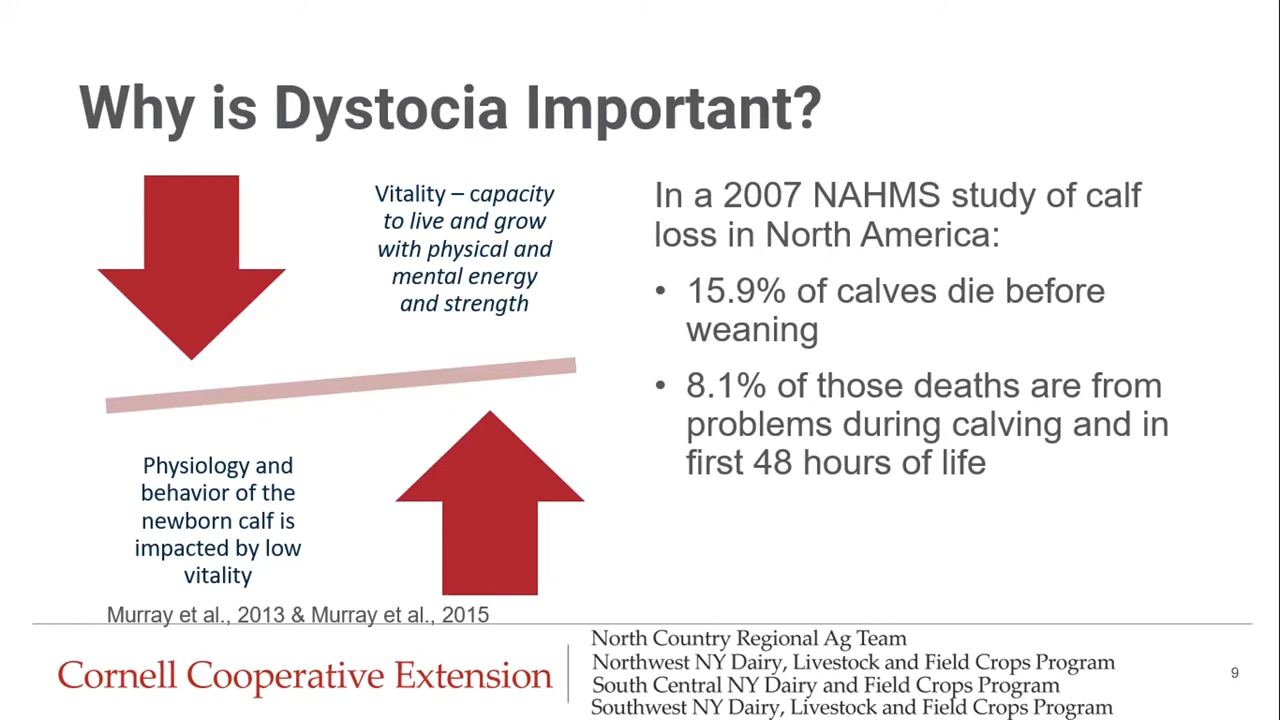 Why is Dystocia Important?
Vitality – capacity
to live and grow
with physical and
mental energy
and strength
Physiology and
behavior of the
newborn calf is
impacted by low
vitality
Murray et al., 2013 & Murray et al., 2015
In a 2007 NAHMS study of calf
loss in North America:
• 15.9% of calves die before
weaning
• 8.1% of those deaths are from
problems during calving and in
first 48 hours of life
Cornell Cooperative Extension
North Country Regional Ag Team
Northwest NY Dairy, Livestock and Field Crops Program
South Central NY Dairy and Field Crops Program
Southwest NY Dairy, Livestock and Field Crops Program
9